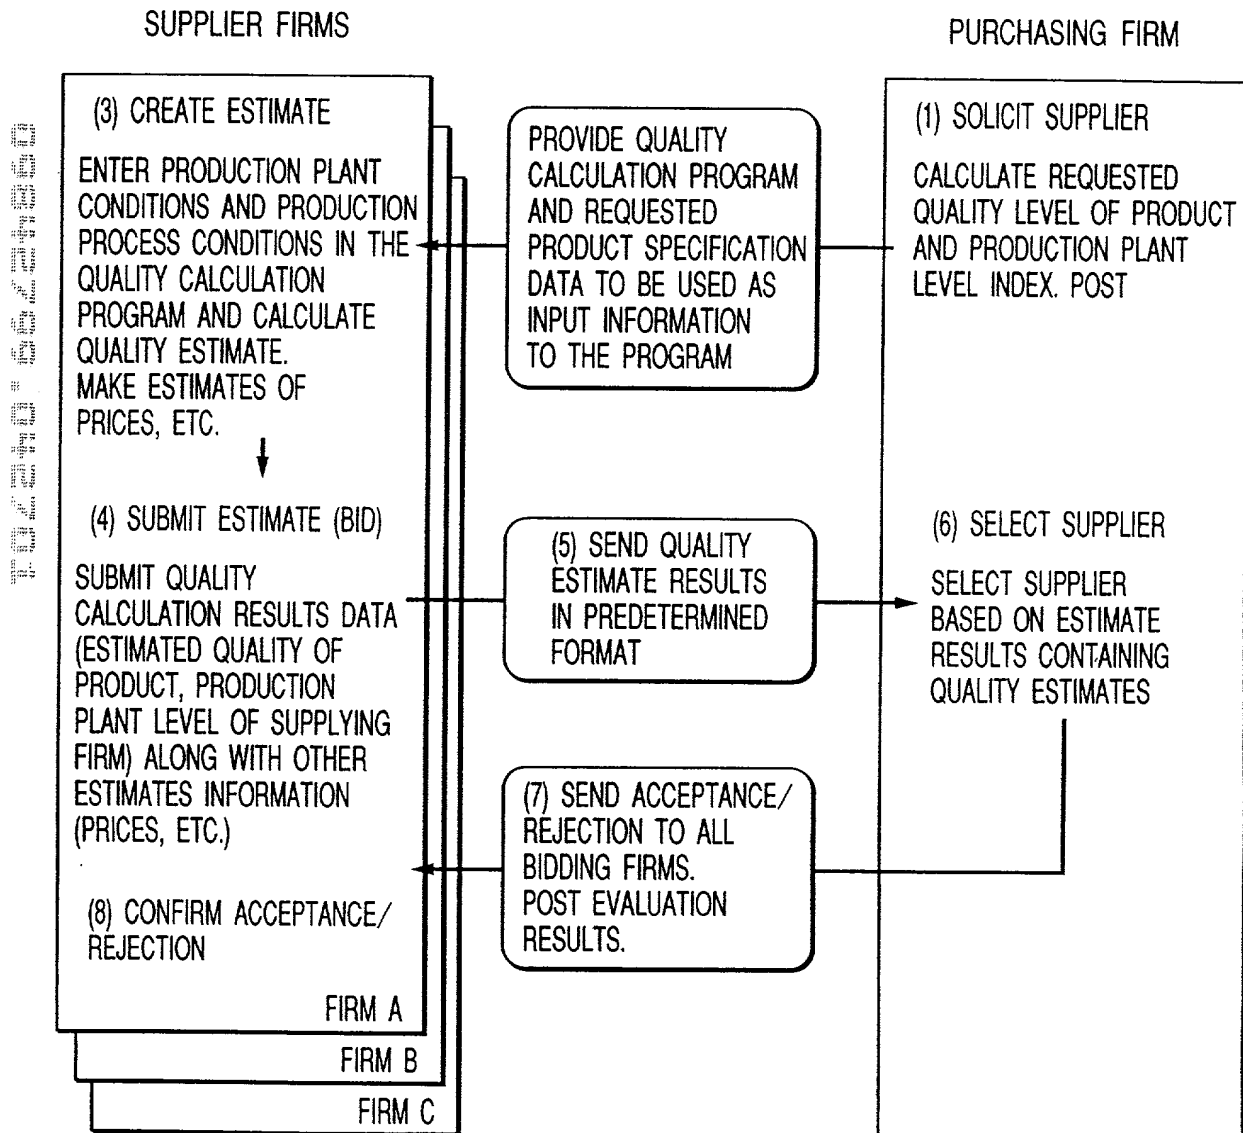 SUPPLIER FIRMS
PURCHASING FIRM
(3) CREATE ESTIMATE
ENTER PRODUCTION PLANT
CONDITIONS AND PRODUCTION
PROCESS CONDITIONS IN THE
QUALITY CALCULATION
PROGRAM AND CALCULATE
QUALITY ESTIMATE.
MAKE ESTIMATES OF
PRICES, ETC.
(4) SUBMIT ESTIMATE (BID)
SUBMIT QUALITY
CALCULATION RESULTS DATA
(ESTIMATED QUALITY OF
PRODUCT, PRODUCTION
PLANT LEVEL OF SUPPLYING
FIRM) ALONG WITH OTHER
ESTIMATES INFORMATION
(PRICES, ETC.)
(8) CONFIRM ACCEPTANCE/
REJECTION
FIRM A
FIRM B
FIRM C
PROVIDE QUALITY
CALCULATION PROGRAM
AND REQUESTED
PRODUCT SPECIFICATION
DATA TO BE USED AS
INPUT INFORMATION
TO THE PROGRAM
(5) SEND QUALITY
ESTIMATE RESULTS
IN PREDETERMINED
FORMAT
(7) SEND ACCEPTANCE/
REJECTION TO ALL
BIDDING FIRMS.
POST EVALUATION
RESULTS.
(1) SOLICIT SUPPLIER
CALCULATE REQUESTED
QUALITY LEVEL OF PRODUCT
AND PRODUCTION PLANT
LEVEL INDEX. POST
(6) SELECT SUPPLIER
SELECT SUPPLIER
BASED ON ESTIMATE
RESULTS CONTAINING
QUALITY ESTIMATES